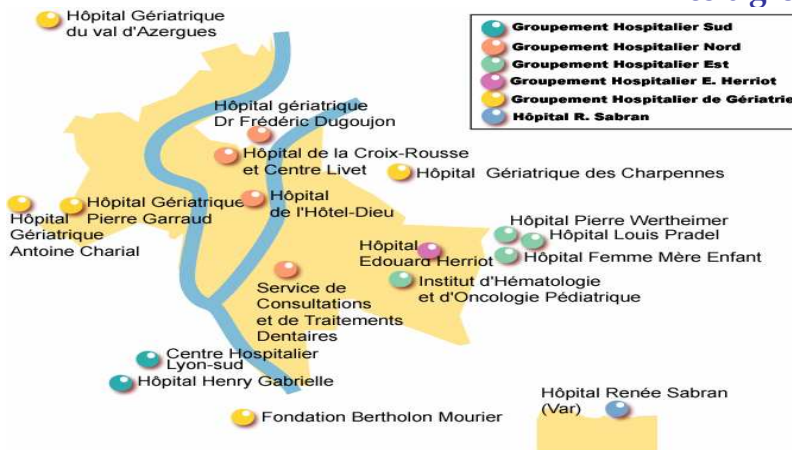 Hôpital Gériatrique
du val d'Azergues
Groupement Hospitalier Sud
Groupement Hospitalier Nord
Groupement Hospitalier Est
Groupement Hospitalier E. Herriot
Groupement Hospitalier de Gériatrie
Hôpital R. Sabran
Hôpital gériatrique
Dr Frédéric Dugoujon
Hôpital de la Croix-Rousse
et Centre Livet
Hôpital Gériatrique des Charpennes
Hôpital
Gériatrique
Antoine Charial
Hôpital Gériatrique
Pierre Garraud
Hôpital
de l'Hôtel-Dieu
Hôpital Pierre Wertheimer
Hôpital Louis Pradel
Hôpital Femme Mère Enfant
Hôpital
Edouard Herriot
Institut d'Hématologie
et d'Oncologie Pédiatrique
Service de
Consultations
et de Traitements
Dentaires
Centre Hospitalier
Lyon-sud
Hôpital Henry Gabrielle
Fondation Bertholon Mourier
Hôpital Renée Sabran
(Var)